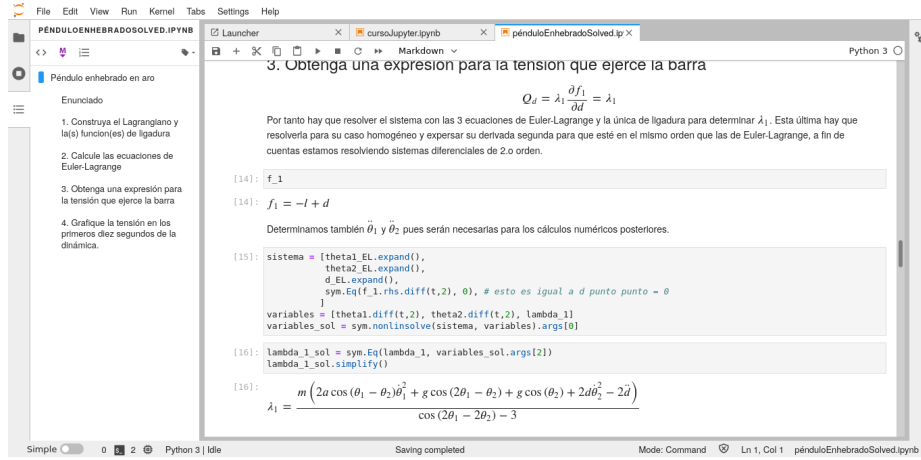 File Edit View Run Kernel Tabs Settings Help
PÉNDULOENHEBRADOSOLVED.IPYNB
Péndulo enhebrado en aro
Enunciado
1. Construya el Lagrangiano y
la(s) funcion(es) de ligadura
2. Calcule las ecuaciones de
Euler-Lagrange
3. Obtenga una expresión para
la tensión que ejerce la barra
4. Grafique la tensión en los
primeros diez segundos de la
dinámica.
Launcher cursoJupyter.ipynb pénduloEnhebradoSolved.ip
Markdown Python 3
3. Obtenga una expresión para la tensión que ejerce la barra
Q_d = λ_1 ∂f_1/∂d = λ_1
Por tanto hay que resolver el sistema con las 3 ecuaciones de Euler-Lagrange y la única de ligadura para determinar λ_1. Esta última hay que
resolverla para su caso homogéneo y expersar su derivada segunda para que esté en el mismo orden que las de Euler-Lagrange, a fin de
cuentas estamos resolviendo sistemas diferenciales de 2.o orden.
[14]: f_1
[14]: f_1 = −l + d
Determinamos también θ̈_1 y θ̈_2 pues serán necesarias para los cálculos numéricos posteriores.
[15]: sistema = [theta1_EL.expand(),
theta2_EL.expand(),
d_EL.expand(),
sym.Eq(f_1.rhs.diff(t,2), 0), # esto es igual a d punto punto = 0
]
variables = [theta1.diff(t,2), theta2.diff(t,2), lambda_1]
variables_sol = sym.nonlinsolve(sistema, variables).args[0]
[16]: lambda_1_sol = sym.Eq(lambda_1, variables_sol.args[2])
lambda_1_sol.simplify()
[16]: λ_1 = m(2a cos (θ_1 − θ_2)θ̇_1^2 + g cos (2θ_1 − θ_2) + g cos (θ_2) + 2dθ̇_2^2 − 2d̈) / cos (2θ_1 − 2θ_2) − 3
Simple 0 2 Python 3 | Idle Saving completed Mode: Command Ln 1, Col 1 pénduloEnhebradoSolved.ipynb